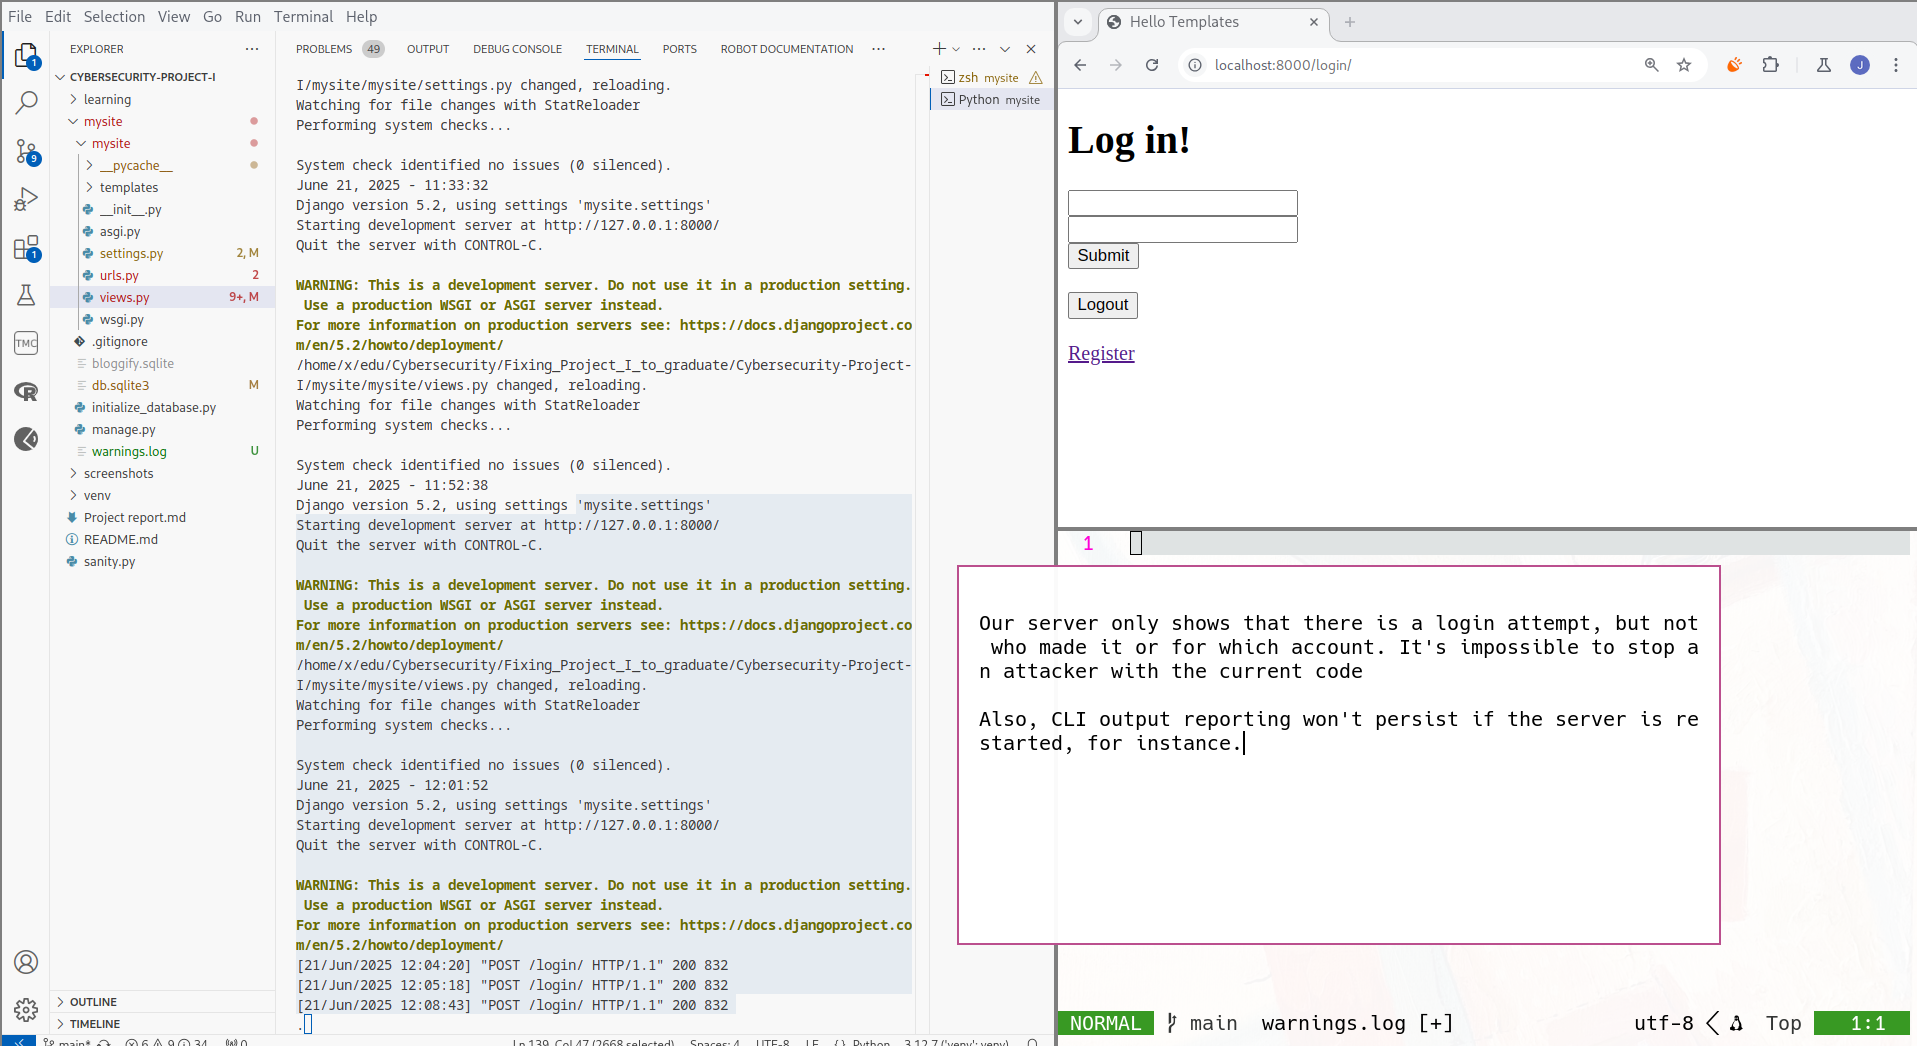 File Edit Selection View Go Run Terminal Help
EXPLORER
CYBERSECURITY-PROJECT-I
learning
mysite
mysite
__pycache__
templates
__init__.py
asgi.py
settings.py 2, M
urls.py 2
views.py 9+, M
wsgi.py
.gitignore
bloggify.sqlite
db.sqlite3 M
initialize_database.py
manage.py
warnings.log U
screenshots
venv
Project report.md
README.md
sanity.py
OUTLINE
TIMELINE
1
9
1
TMC
PROBLEMS 49 OUTPUT DEBUG CONSOLE TERMINAL PORTS ROBOT DOCUMENTATION
zsh mysite
Python mysite
I/mysite/mysite/settings.py changed, reloading.
Watching for file changes with StatReloader
Performing system checks...
System check identified no issues (0 silenced).
June 21, 2025 - 11:33:32
Django version 5.2, using settings 'mysite.settings'
Starting development server at http://127.0.0.1:8000/
Quit the server with CONTROL-C.
WARNING: This is a development server. Do not use it in a production setting.
Use a production WSGI or ASGI server instead.
For more information on production servers see: https://docs.djangoproject.co
m/en/5.2/howto/deployment/
/home/x/edu/Cybersecurity/Fixing_Project_I_to_graduate/Cybersecurity-Project-
I/mysite/mysite/views.py changed, reloading.
Watching for file changes with StatReloader
Performing system checks...
System check identified no issues (0 silenced).
June 21, 2025 - 11:52:38
Django version 5.2, using settings 'mysite.settings'
Starting development server at http://127.0.0.1:8000/
Quit the server with CONTROL-C.
WARNING: This is a development server. Do not use it in a production setting.
Use a production WSGI or ASGI server instead.
For more information on production servers see: https://docs.djangoproject.co
m/en/5.2/howto/deployment/
/home/x/edu/Cybersecurity/Fixing_Project_I_to_graduate/Cybersecurity-Project-
I/mysite/mysite/views.py changed, reloading.
Watching for file changes with StatReloader
Performing system checks...
System check identified no issues (0 silenced).
June 21, 2025 - 12:01:52
Django version 5.2, using settings 'mysite.settings'
Starting development server at http://127.0.0.1:8000/
Quit the server with CONTROL-C.
WARNING: This is a development server. Do not use it in a production setting.
Use a production WSGI or ASGI server instead.
For more information on production servers see: https://docs.djangoproject.co
m/en/5.2/howto/deployment/
[21/Jun/2025 12:04:20] "POST /login/ HTTP/1.1" 200 832
[21/Jun/2025 12:05:18] "POST /login/ HTTP/1.1" 200 832
[21/Jun/2025 12:08:43] "POST /login/ HTTP/1.1" 200 832
.
main* 6 9 34 0 Ln 139, Col 47 (2668 selected) Spaces: 4 UTF-8 LF {} Python 3.12.7 ('venv': venv)
Hello Templates
localhost:8000/login/
J
Log in!
Submit
Logout
Register
1
Our server only shows that there is a login attempt, but not
who made it or for which account. It's impossible to stop a
n attacker with the current code
Also, CLI output reporting won't persist if the server is re
started, for instance.
NORMAL main warnings.log [+] utf-8 Top 1:1